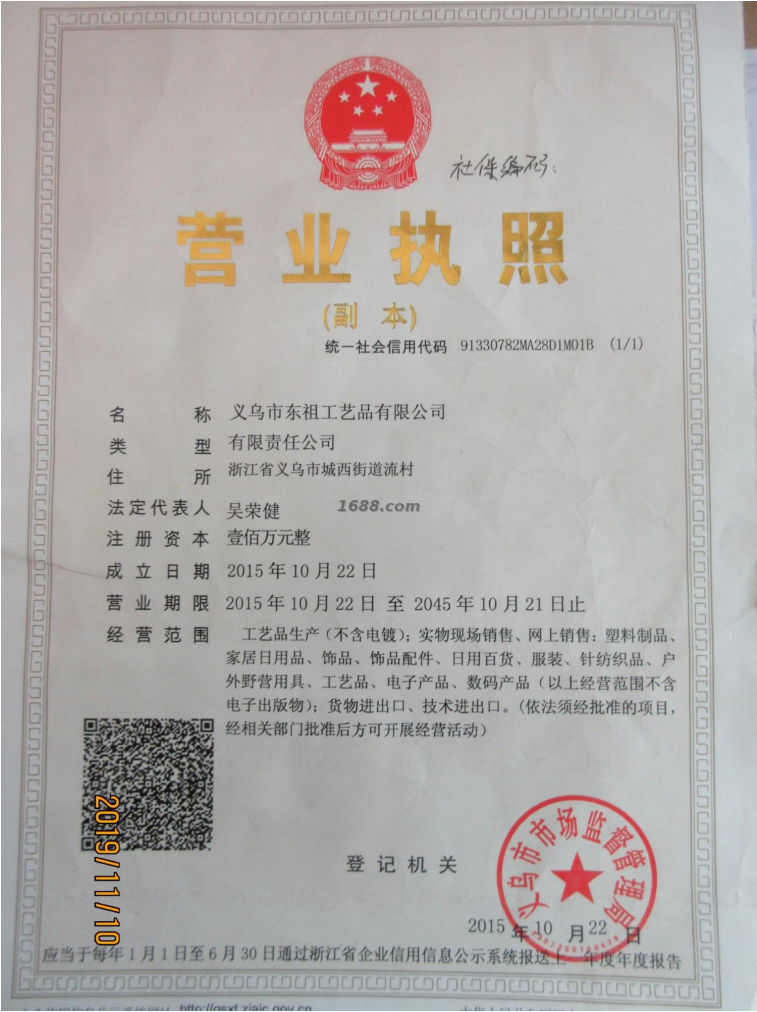 社保编码:
营业执照
(副本)
统一社会信用代码 91330782MA28D1M01B (1/1)
名称 义乌市东祖工艺品有限公司
类型 有限责任公司
住所 浙江省义乌市城西街道流村
法定代表人 吴荣健
1688.com
注册资本 壹佰万元整
成立日期 2015年10月22日
营业期限 2015年10月22日至2045年10月21日止
经营范围 工艺品生产(不含电镀);实物现场销售、网上销售:塑料制品、
家居日用品、饰品、饰品配件、日用百货、服装、针纺织品、户
外野营用具、工艺品、电子产品、数码产品(以上经营范围不含
电子出版物);货物进出口、技术进出口。(依法须经批准的项目,
经相关部门批准后方可开展经营活动)
2019/11/10
登记机关
义乌市市场监督管理局
2015年10月22日
应当于每年1月1日至6月30日通过浙江省企业信用信息公示系统报送上一年度年度报告
http://gsxt.zjaic.gov.cn